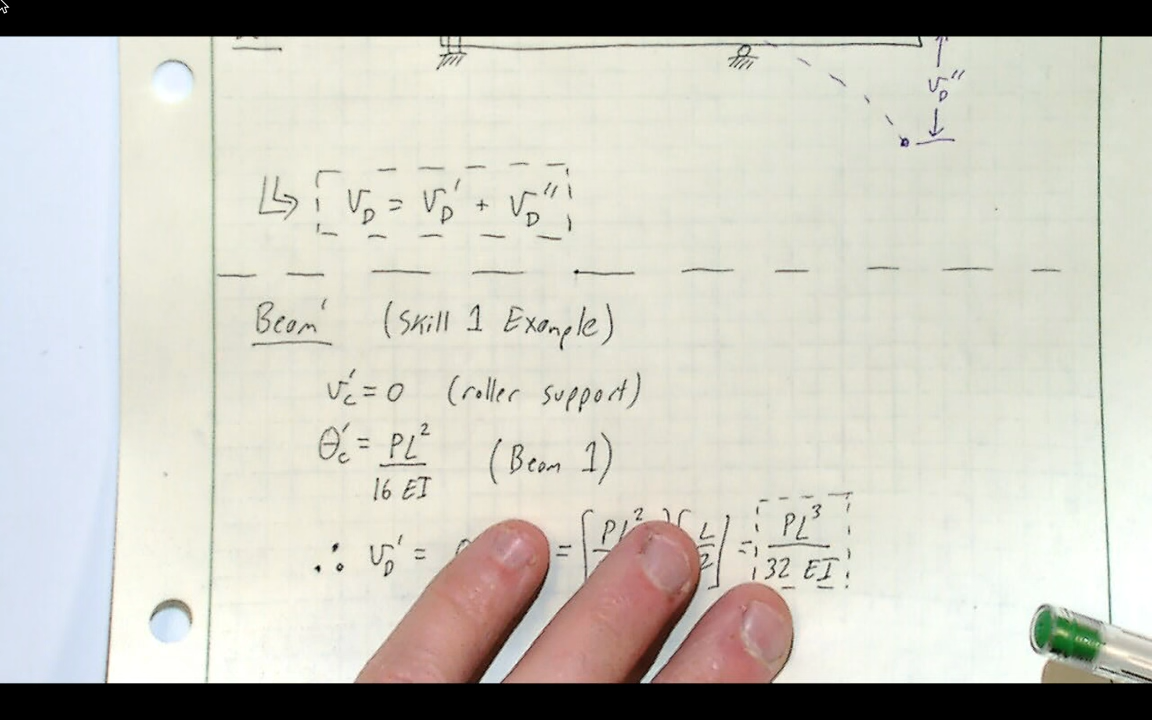 v_D''
v_D = v_D' + v_D''
Beam' (Skill 1 Example)
v_c' = 0 (roller support)
θ_c' = PL²/16 EI (Beam 1)
∴ v_D' = = [PL² )( L/2] = PL³/32 EI